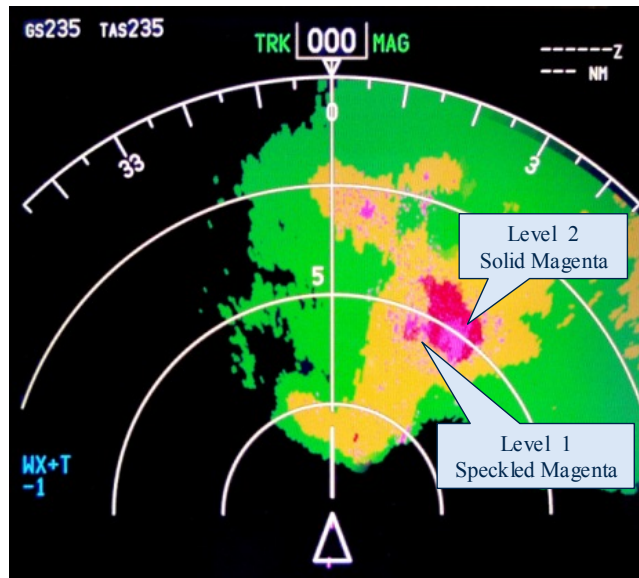 GS235 TAS235
TRK 000 MAG
------Z
--- NM
33
0
3
5
Level 2
Solid Magenta
Level 1
Speckled Magenta
WX+T
-1